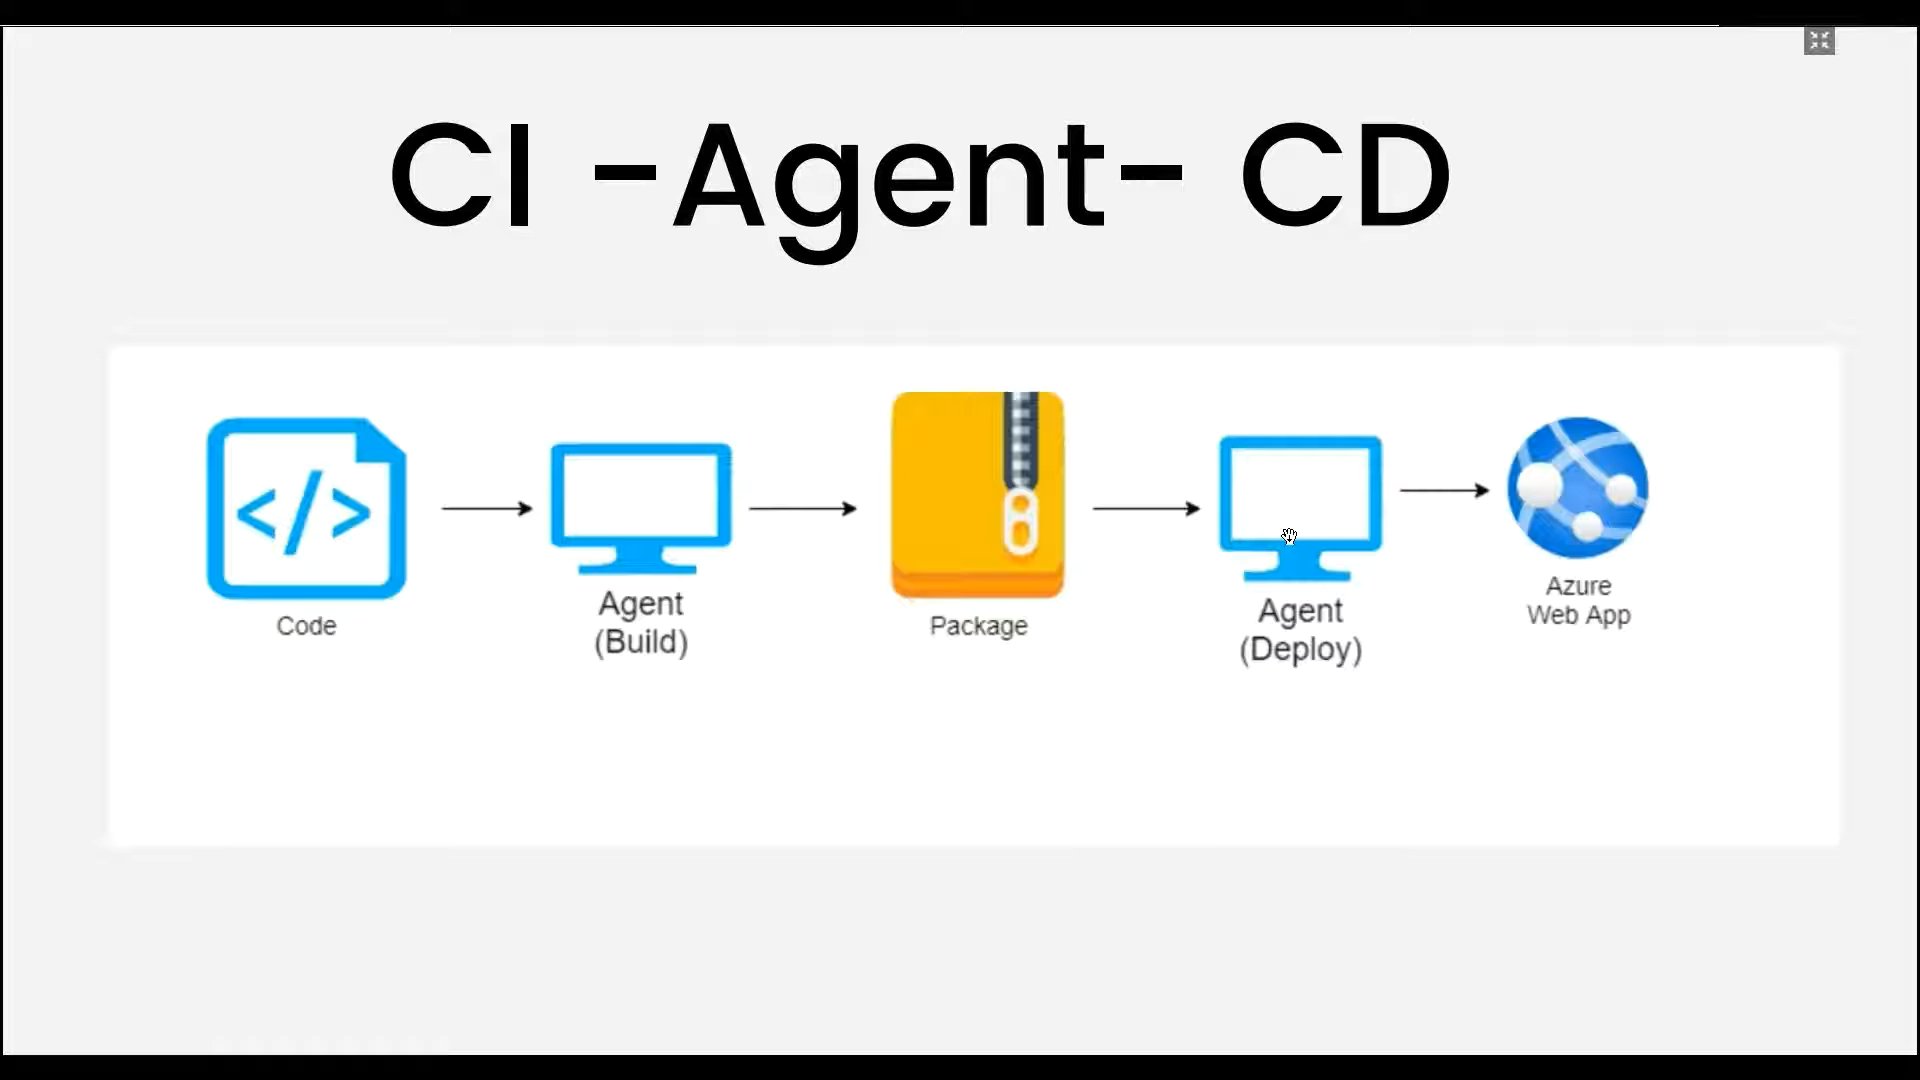 CI -Agent- CD
</>
Code
Agent
(Build)
Package
Agent
(Deploy)
Azure
Web App